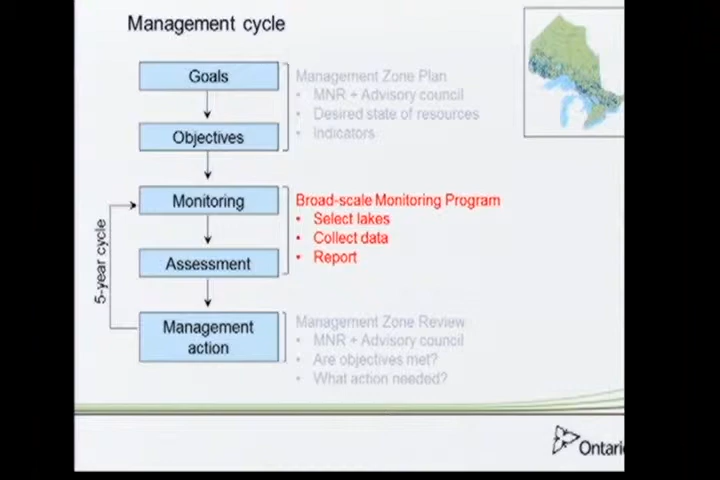 Management cycle
Goals
Management Zone Plan
• MNR + Advisory council
• Desired state of resources
• Indicators
Objectives
Monitoring
Broad-scale Monitoring Program
• Select lakes
• Collect data
• Report
Assessment
5-year cycle
Management
action
Management Zone Review
• MNR + Advisory council
• Are objectives met?
• What action needed?
Ontari